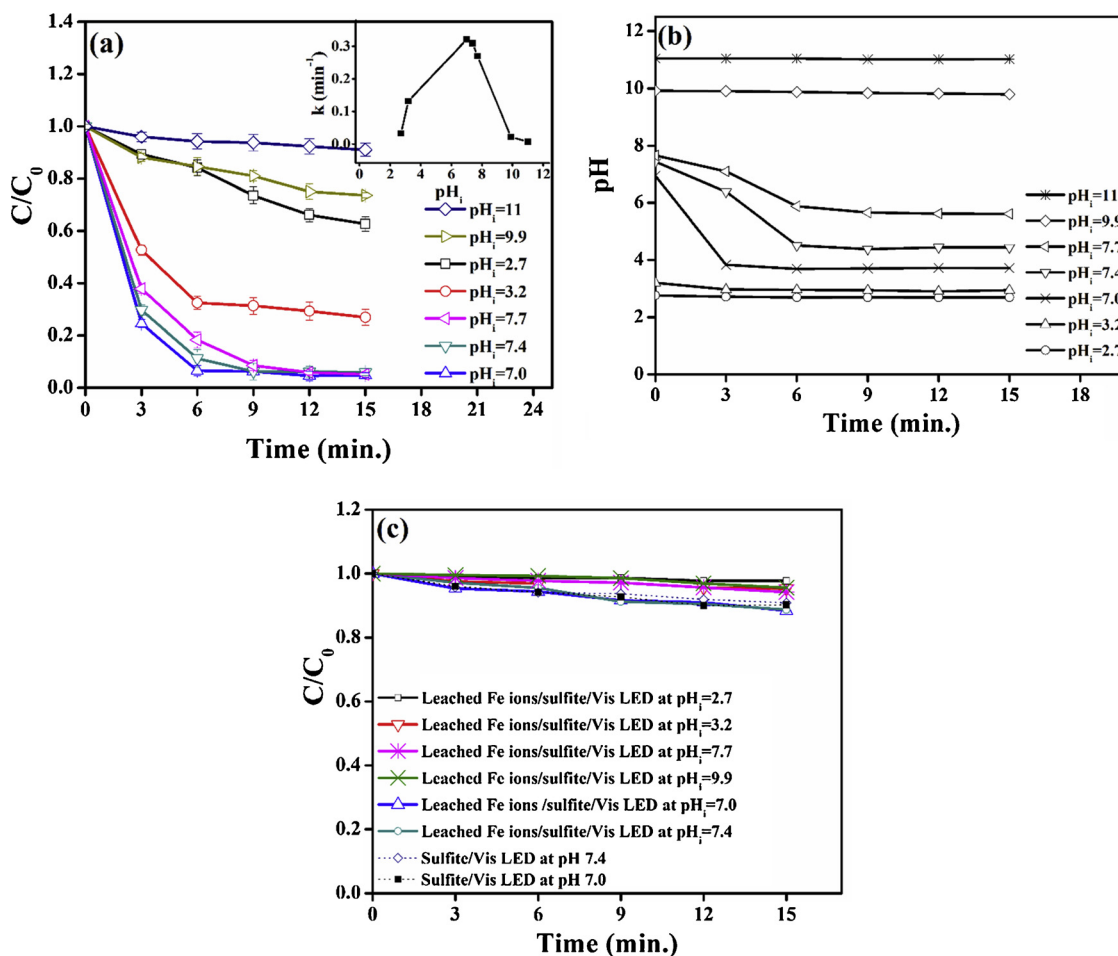 (a)
C/C0
1.4
1.2
1.0
0.8
0.6
0.4
0.2
0.0
0 3 6 9 12 15 18 21 24
Time (min.)
k (min-1)
0.3
0.2
0.1
0.0
0 2 4 6 8 10 12
pHi
pHi=11
pHi=9.9
pHi=2.7
pHi=3.2
pHi=7.7
pHi=7.4
pHi=7.0
(b)
pH
12
10
8
6
4
2
0
0 3 6 9 12 15 18
Time (min.)
pHi=11
pHi=9.9
pHi=7.7
pHi=7.4
pHi=7.0
pHi=3.2
pHi=2.7
(c)
C/C0
1.2
1.0
0.8
0.6
0.4
0.2
0.0
0 3 6 9 12 15
Time (min.)
Leached Fe ions/sulfite/Vis LED at pHi=2.7
Leached Fe ions/sulfite/Vis LED at pHi=3.2
Leached Fe ions/sulfite/Vis LED at pHi=7.7
Leached Fe ions/sulfite/Vis LED at pHi=9.9
Leached Fe ions /sulfite/Vis LED at pHi=7.0
Leached Fe ions/sulfite/Vis LED at pHi=7.4
Sulfite/Vis LED at pH 7.4
Sulfite/Vis LED at pH 7.0